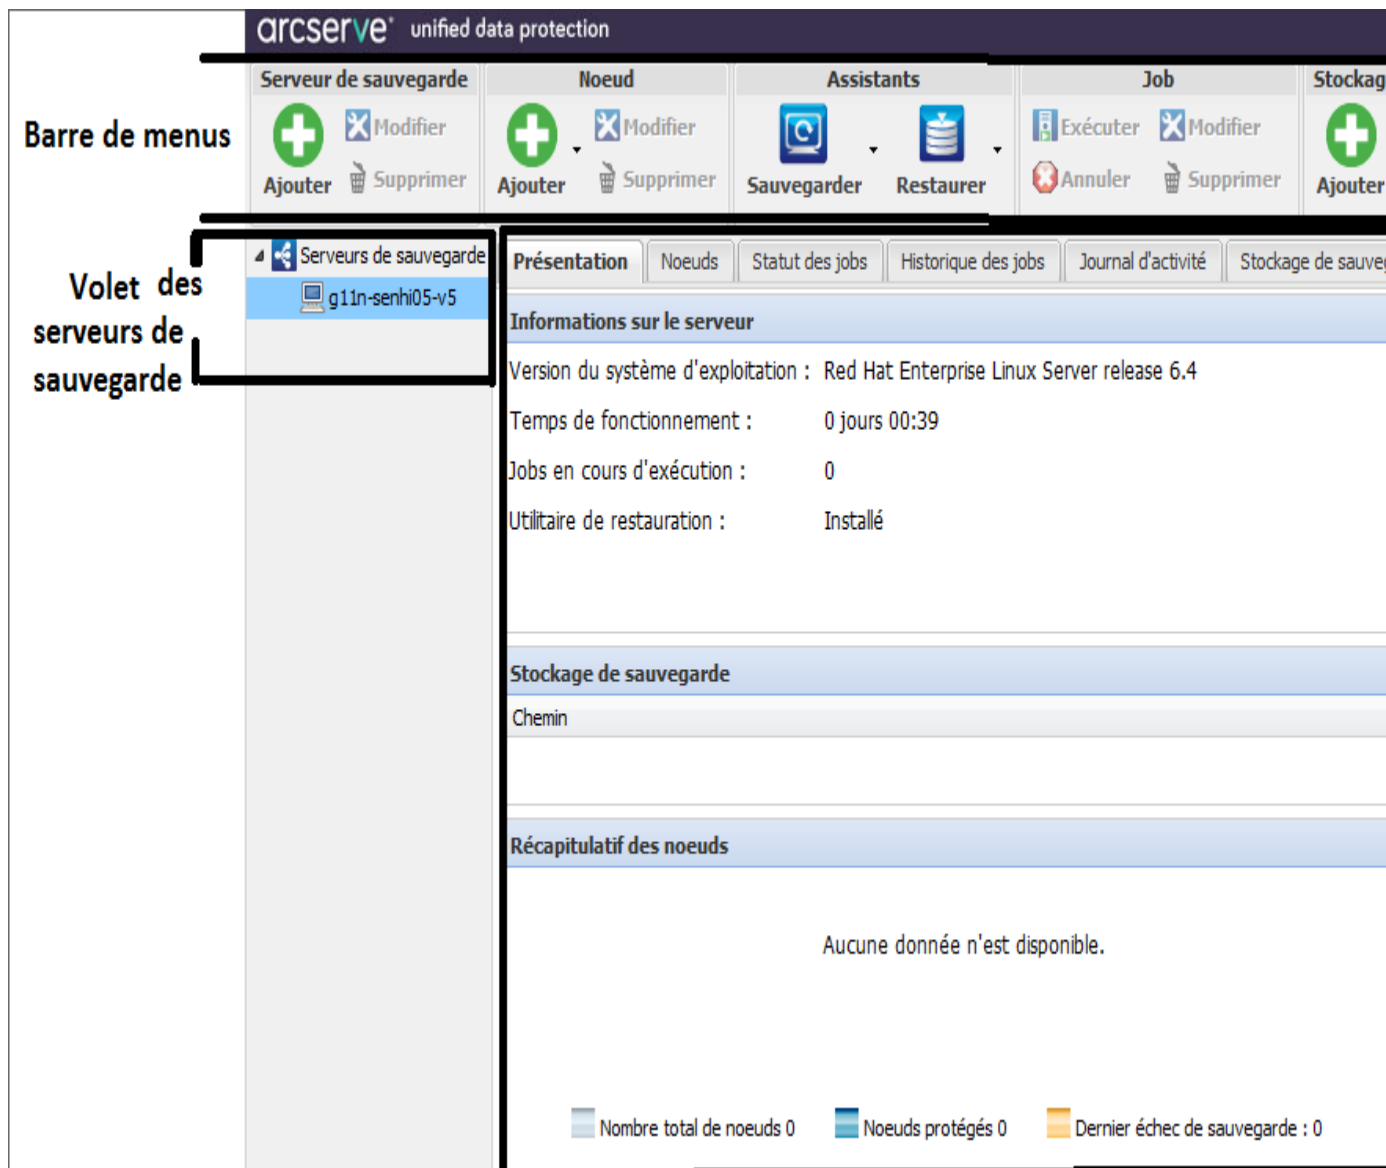 arcserve® unified data protection
Serveur de sauvegarde Noeud Assistants Job Stockag
Barre de menus
Modifier Modifier Exécuter Modifier
Ajouter Supprimer Ajouter Supprimer Sauvegarder Restaurer Annuler Supprimer Ajouter
Volet des serveurs de sauvegarde
Serveurs de sauvegarde
g11n-senhi05-v5
Présentation Noeuds Statut des jobs Historique des jobs Journal d'activité Stockage de sauve
Informations sur le serveur
Version du système d'exploitation : Red Hat Enterprise Linux Server release 6.4
Temps de fonctionnement : 0 jours 00:39
Jobs en cours d'exécution : 0
Utilitaire de restauration : Installé
Stockage de sauvegarde
Chemin
Récapitulatif des noeuds
Aucune donnée n'est disponible.
Nombre total de noeuds 0 Noeuds protégés 0 Dernier échec de sauvegarde : 0